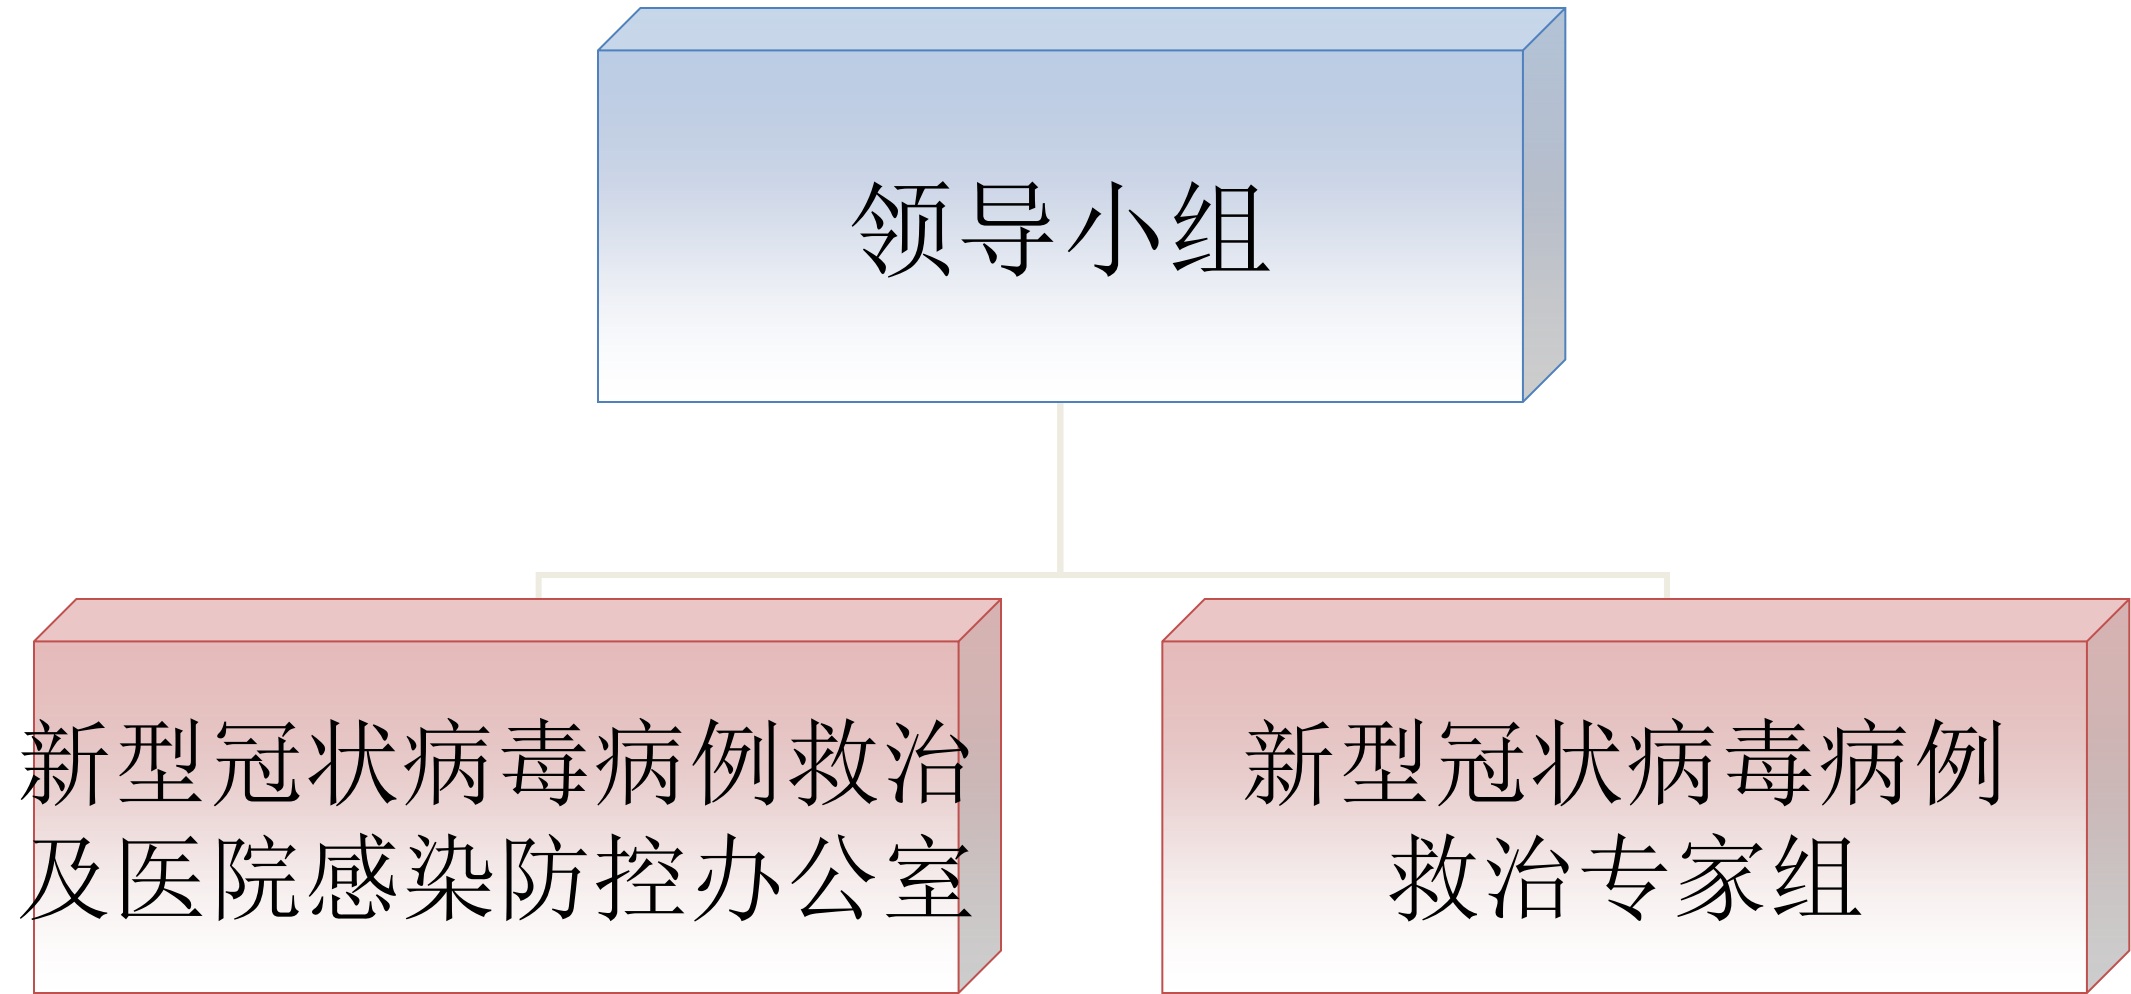 领导小组
新型冠状病毒病例救治
及医院感染防控办公室
新型冠状病毒病例
救治专家组